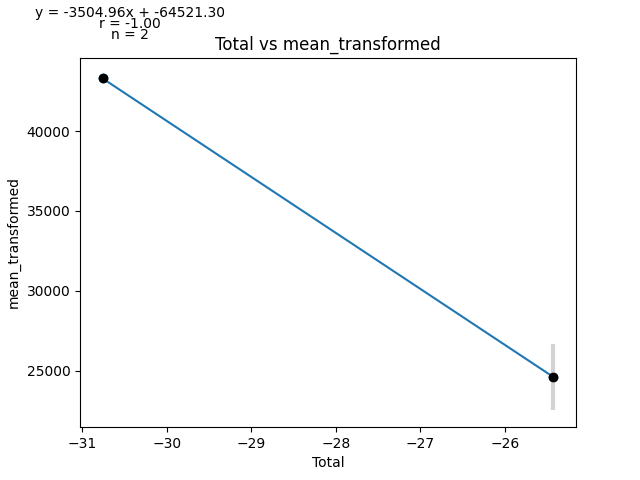 y = -3504.96x + -64521.30
r = -1.00
n = 2
Total vs mean_transformed
mean_transformed
40000
35000
30000
25000
−31
−30
−29
−28
−27
−26
Total